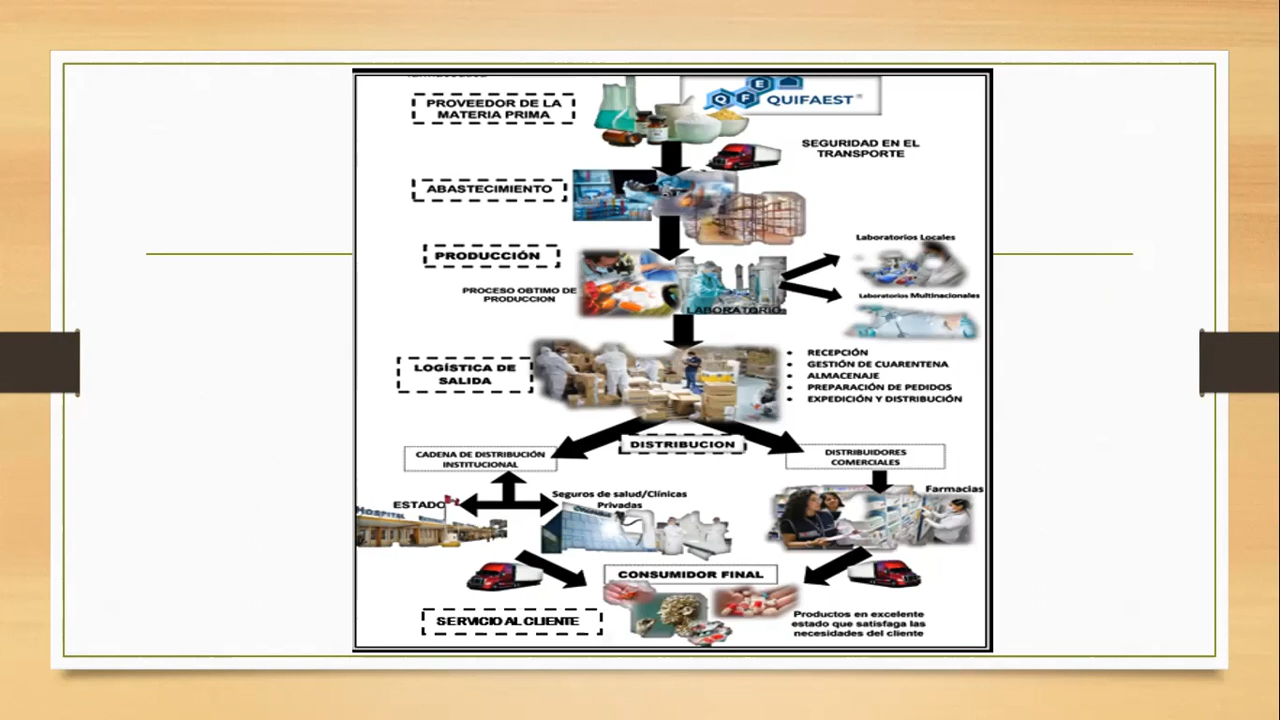 PROVEEDOR DE LA
MATERIA PRIMA
E
Q F QUIFAEST
SEGURIDAD EN EL
TRANSPORTE
ABASTECIMIENTO
PRODUCCIÓN
PROCESO OBTIMO DE
PRODUCCION
LABORATORIO
Laboratorios Locales
Laboratorios Multinacionales
LOGÍSTICA DE
SALIDA
• RECEPCIÓN
• GESTIÓN DE CUARENTENA
• ALMACENAJE
• PREPARACIÓN DE PEDIDOS
• EXPEDICIÓN Y DISTRIBUCIÓN
DISTRIBUCION
CADENA DE DISTRIBUCIÓN
INSTITUCIONAL
DISTRIBUIDORES
COMERCIALES
ESTADO
HOSPITAL
Seguros de salud/Clínicas
Privadas
Farmacias
CONSUMIDOR FINAL
SERVICIO AL CLIENTE
Productos en excelente
estado que satisfaga las
necesidades del cliente